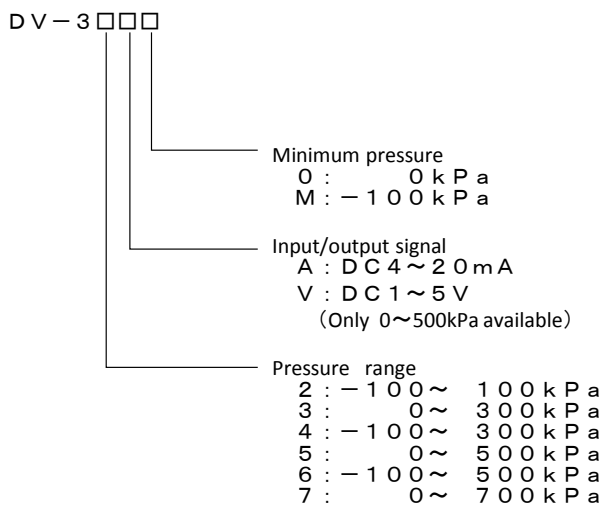 DV－3□□□
Minimum pressure
0： 0kPa
M：－100kPa
Input/output signal
A：DC4～20mA
V：DC1～5V
（Only 0～500kPa available）
Pressure range
2：－100～ 100kPa
3： 0～ 300kPa
4：－100～ 300kPa
5： 0～ 500kPa
6：－100～ 500kPa
7： 0～ 700kPa